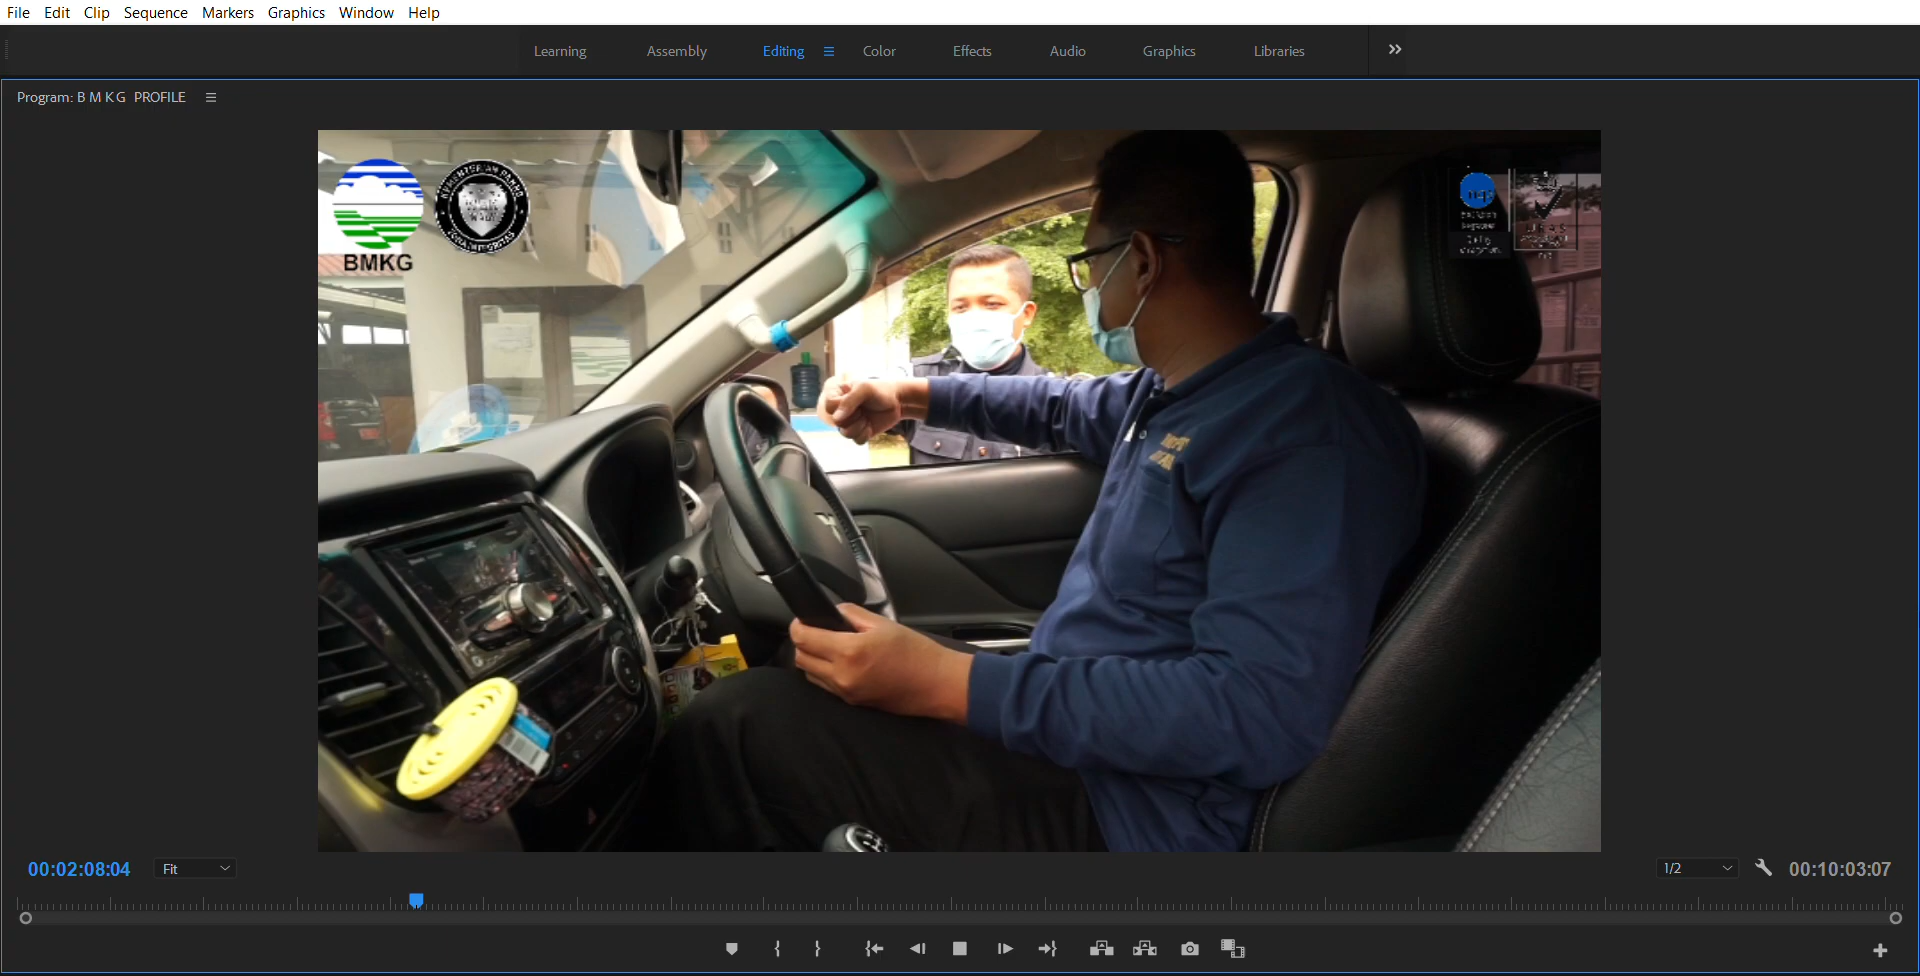 File Edit Clip Sequence Markers Graphics Window Help
Learning Assembly Editing Color Effects Audio Graphics Libraries
Program: B M K G PROFILE
BMKG
00:02:08:04 Fit 1/2 00:10:03:07